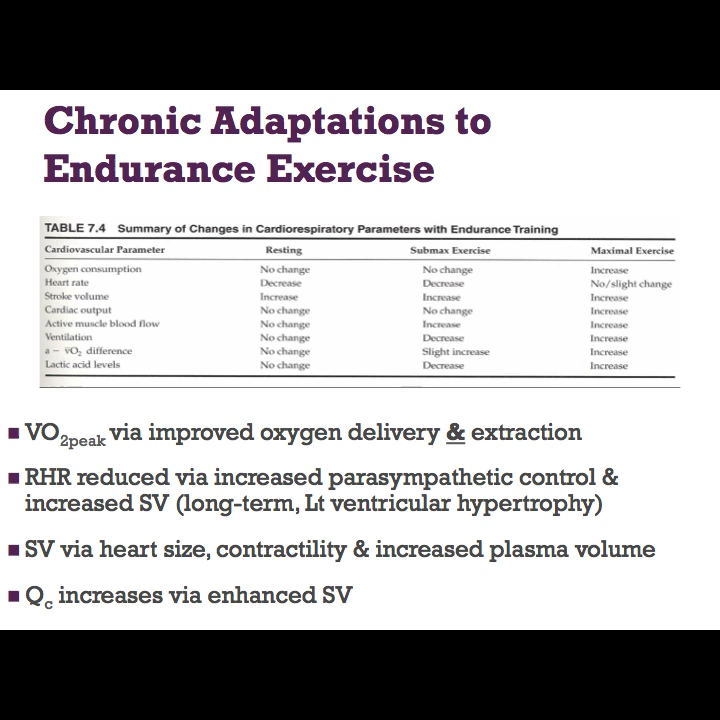 Chronic Adaptations to
Endurance Exercise
TABLE 7.4 Summary of Changes in Cardiorespiratory Parameters with Endurance Training
Cardiovascular Parameter Resting Submax Exercise Maximal Exercise
Oxygen consumption No change No change Increase
Heart rate Decrease Decrease No/slight change
Stroke volume Increase Increase Increase
Cardiac output No change No change Increase
Active muscle blood flow No change Increase Increase
Ventilation No change Decrease Increase
a − v̄O₂ difference No change Slight increase Increase
Lactic acid levels No change Decrease Increase
■ VO₂peak via improved oxygen delivery & extraction
■ RHR reduced via increased parasympathetic control &
increased SV (long-term, Lt ventricular hypertrophy)
■ SV via heart size, contractility & increased plasma volume
■ Qc increases via enhanced SV